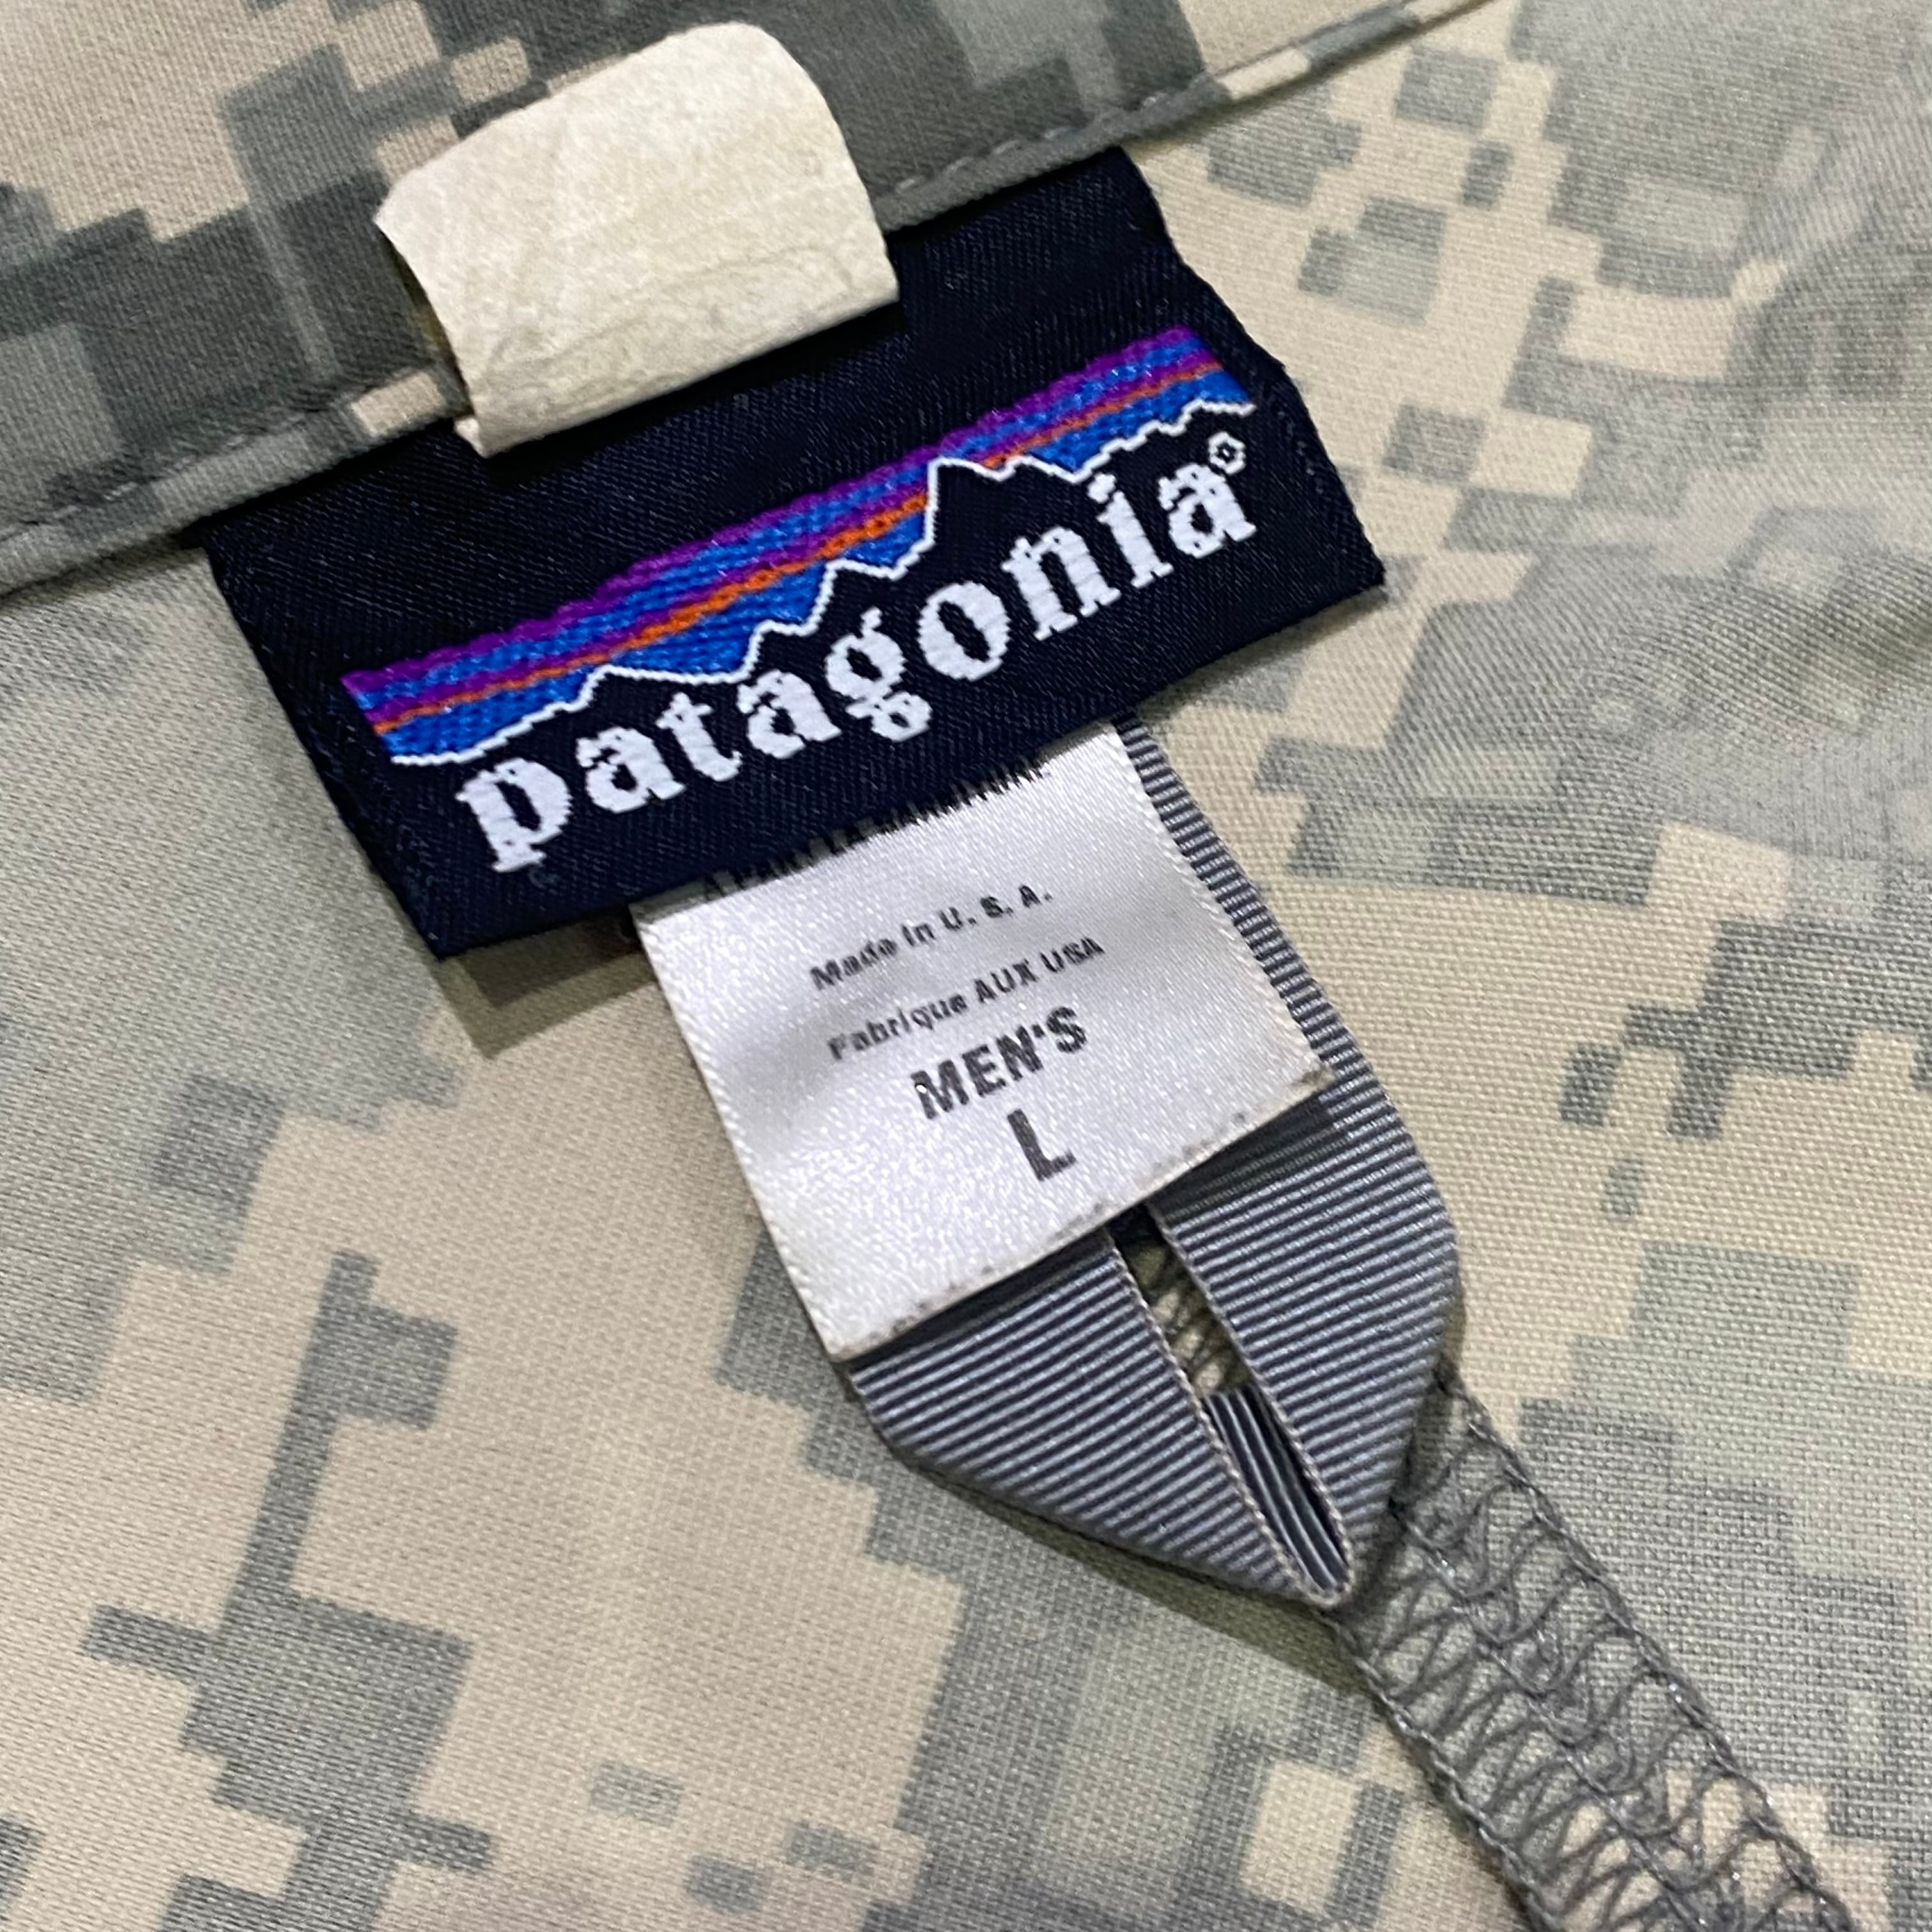 patagonia®
Made in U. S. A.
Fabrique AUX USA
MEN'S
L